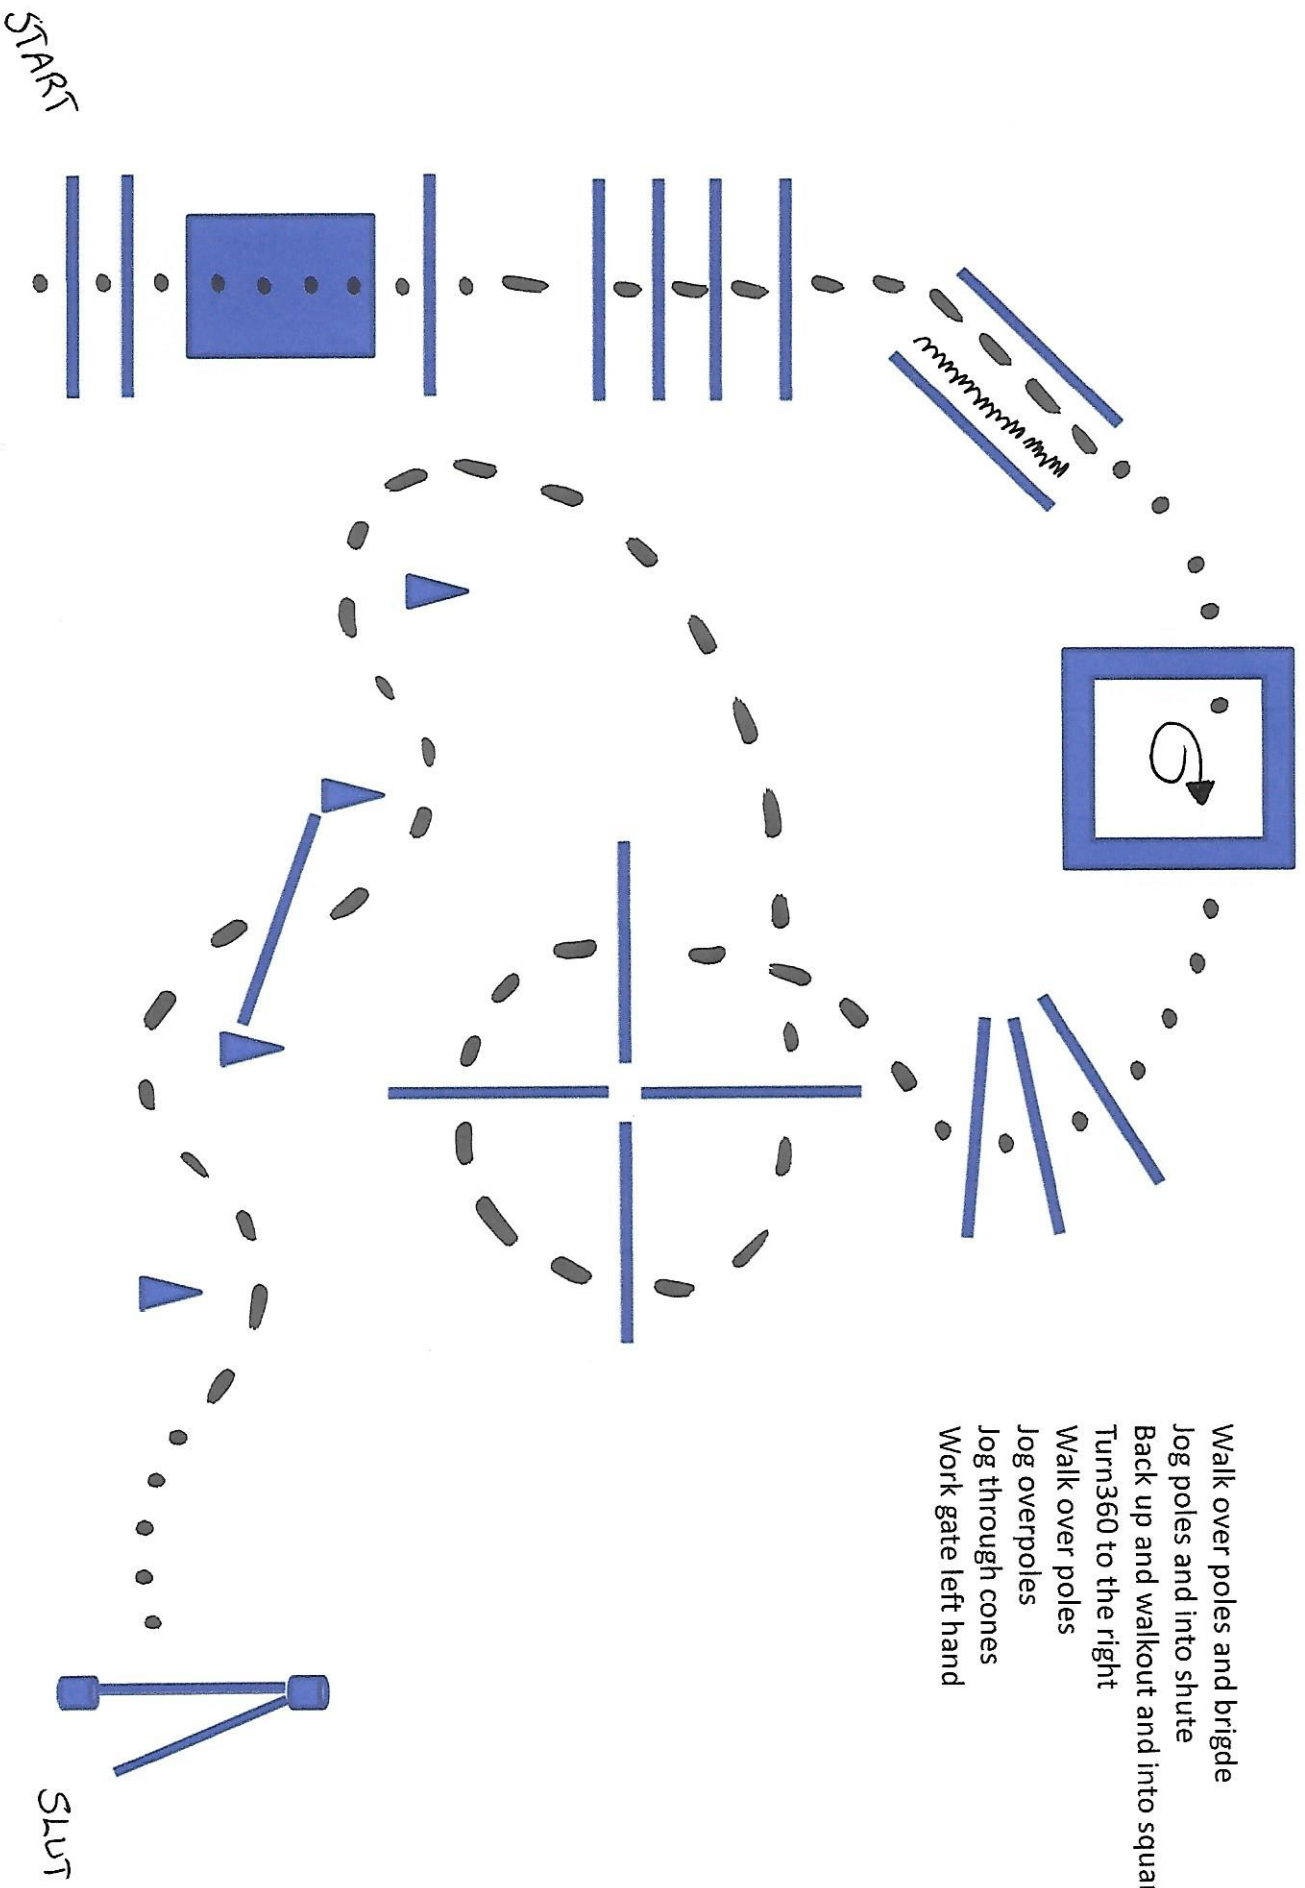 START
Walk over poles and brigde
Jog poles and into shute
Back up and walkout and into squar
Turn360 to the right
Walk over poles
Jog overpoles
Jog through cones
Work gate left hand
SLUT